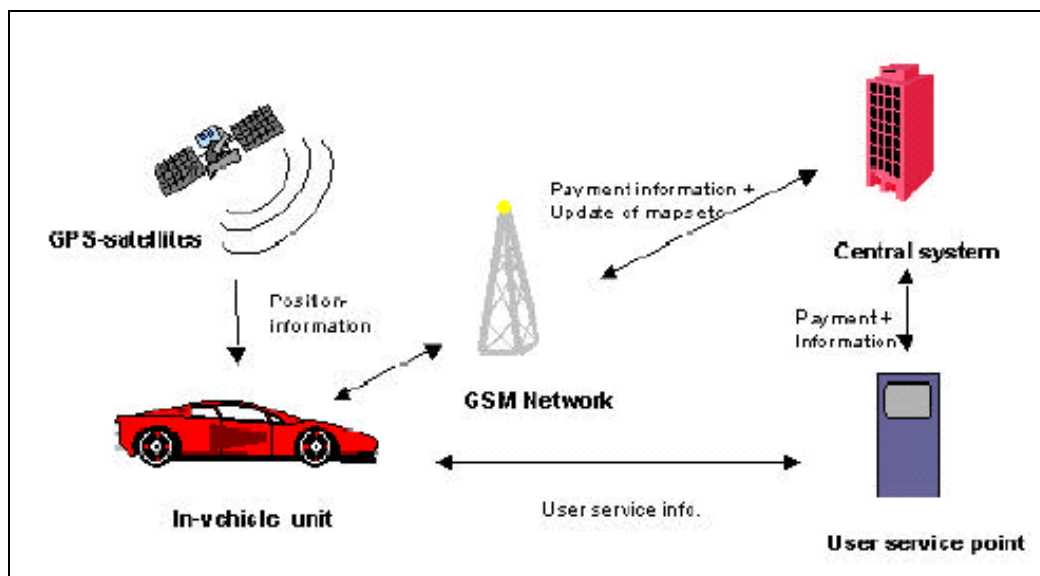 Payment information +
Update of maps etc
GPS-satellites
Central system
Position-
information
Payment +
Information
GSM Network
In-vehicle unit
User service info.
User service point